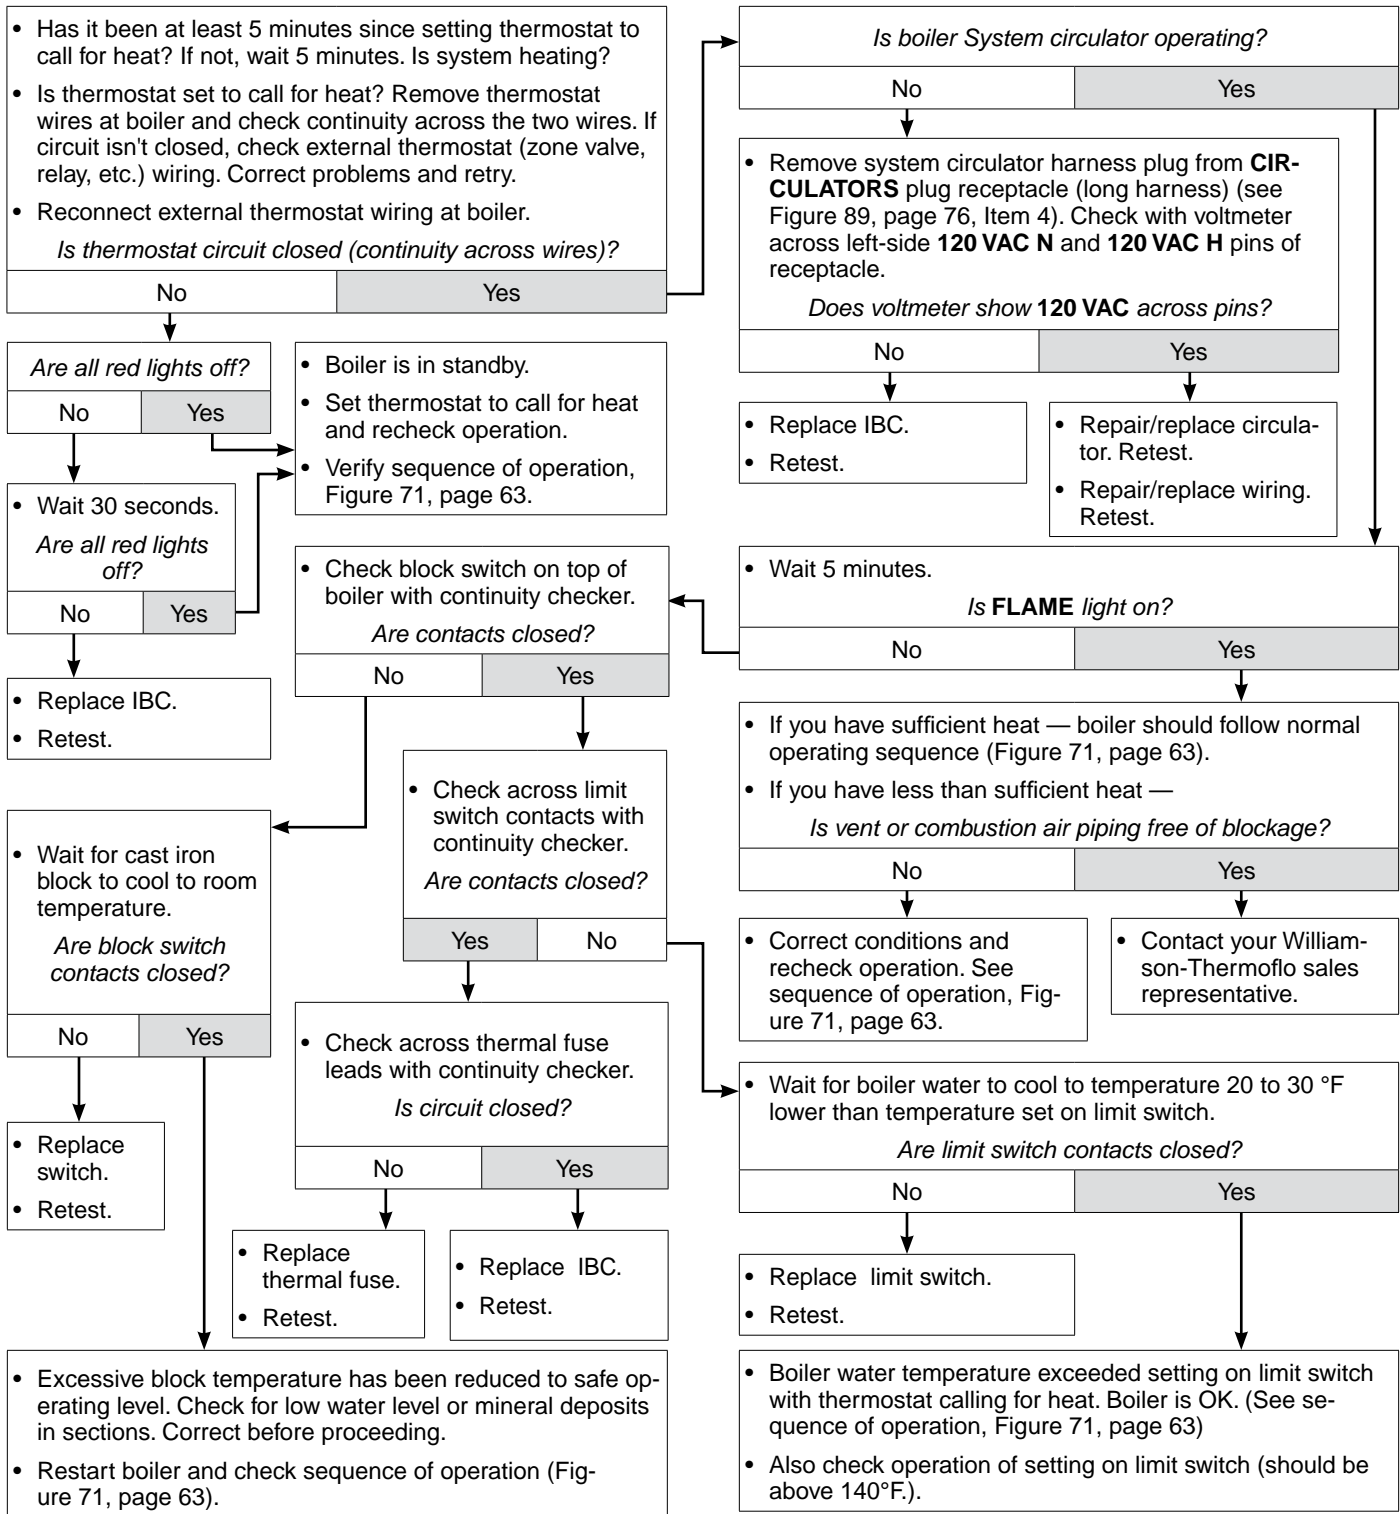 • Has it been at least 5 minutes since setting thermostat to
call for heat? If not, wait 5 minutes. Is system heating?
• Is thermostat set to call for heat? Remove thermostat
wires at boiler and check continuity across the two wires. If
circuit isn't closed, check external thermostat (zone valve,
relay, etc.) wiring. Correct problems and retry.
• Reconnect external thermostat wiring at boiler.
Is thermostat circuit closed (continuity across wires)?
No
Yes
Are all red lights off?
No
Yes
• Boiler is in standby.
• Set thermostat to call for heat
and recheck operation.
• Verify sequence of operation,
Figure 71, page 63.
• Wait 30 seconds.
Are all red lights
off?
No
Yes
• Replace IBC.
• Retest.
Is boiler System circulator operating?
No
Yes
• Remove system circulator harness plug from CIR-
CULATORS plug receptacle (long harness) (see
Figure 89, page 76, Item 4). Check with voltmeter
across left-side 120 VAC N and 120 VAC H pins of
receptacle.
Does voltmeter show 120 VAC across pins?
No
Yes
• Replace IBC.
• Retest.
• Repair/replace circula-
tor. Retest.
• Repair/replace wiring.
Retest.
• Wait 5 minutes.
Is FLAME light on?
No
Yes
• If you have sufficient heat — boiler should follow normal
operating sequence (Figure 71, page 63).
• If you have less than sufficient heat —
Is vent or combustion air piping free of blockage?
No
Yes
• Correct conditions and
recheck operation. See
sequence of operation, Fig-
ure 71, page 63.
• Contact your William-
son-Thermoflo sales
representative.
• Check block switch on top of
boiler with continuity checker.
Are contacts closed?
No
Yes
• Check across limit
switch contacts with
continuity checker.
Are contacts closed?
Yes
No
• Wait for cast iron
block to cool to room
temperature.
Are block switch
contacts closed?
No
Yes
• Replace
switch.
• Retest.
• Check across thermal fuse
leads with continuity checker.
Is circuit closed?
No
Yes
• Replace
thermal fuse.
• Retest.
• Replace IBC.
• Retest.
• Wait for boiler water to cool to temperature 20 to 30 °F
lower than temperature set on limit switch.
Are limit switch contacts closed?
No
Yes
• Replace limit switch.
• Retest.
• Excessive block temperature has been reduced to safe op-
erating level. Check for low water level or mineral deposits
in sections. Correct before proceeding.
• Restart boiler and check sequence of operation (Fig-
ure 71, page 63).
• Boiler water temperature exceeded setting on limit switch
with thermostat calling for heat. Boiler is OK. (See se-
quence of operation, Figure 71, page 63)
• Also check operation of setting on limit switch (should be
above 140°F.).